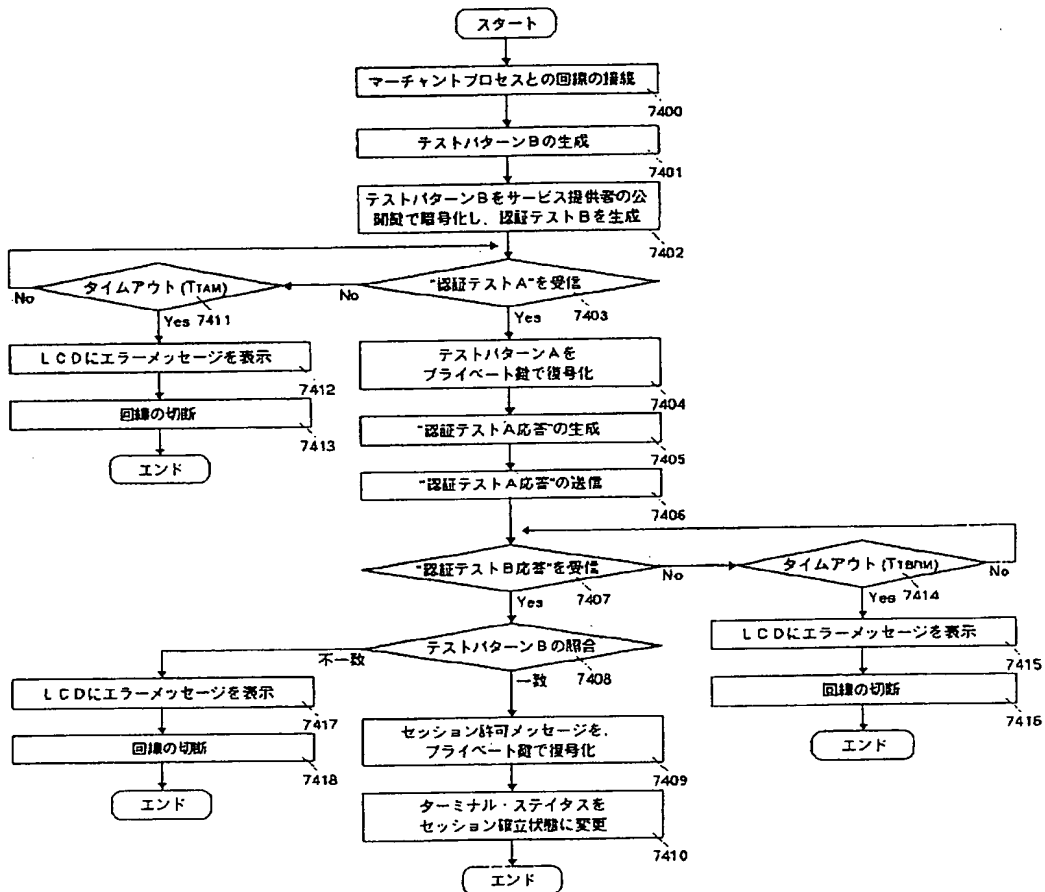 スタート
マーチャントプロセスとの回線の接続
7400
テストパターンBの生成
7401
テストパターンBをサービス提供者の公
開鍵で暗号化し、認証テストBを生成
7402
"認証テストA"を受信
7403
No
Yes
タイムアウト(TTAM)
7411
No
Yes
LCDにエラーメッセージを表示
7412
回線の切断
7413
エンド
テストパターンAを
プライベート鍵で復号化
7404
"認証テストA応答"の生成
7405
"認証テストA応答"の送信
7406
"認証テストB応答"を受信
7407
No
Yes
タイムアウト
7414
No
Yes
LCDにエラーメッセージを表示
7415
回線の切断
7416
エンド
テストパターンBの照合
7408
不一致
一致
LCDにエラーメッセージを表示
7417
回線の切断
7418
エンド
セッション許可メッセージを、
プライベート鍵で復号化
7409
ターミナル・ステイタスを
セッション確立状態に変更
7410
エンド